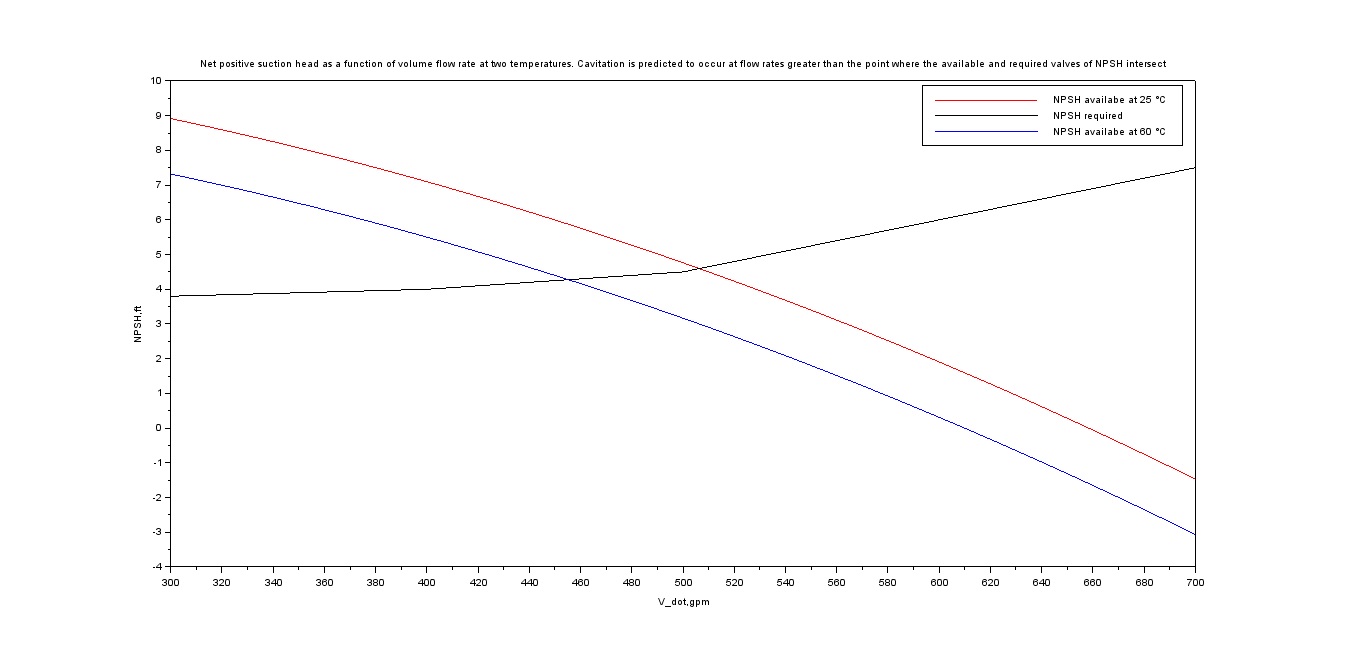 Net positive suction head as a function of volume flow rate at two temperatures. Cavitation is predicted to occur at flow rates greater than the point where the available and required valves of NPSH intersect
NPSH availabe at 25 °C
NPSH required
NPSH availabe at 60 °C
10
9
8
7
6
5
4
3
2
1
0
-1
-2
-3
-4
NPSH,ft
300 320 340 360 380 400 420 440 460 480 500 520 540 560 580 600 620 640 660 680 700
V_dot,gpm